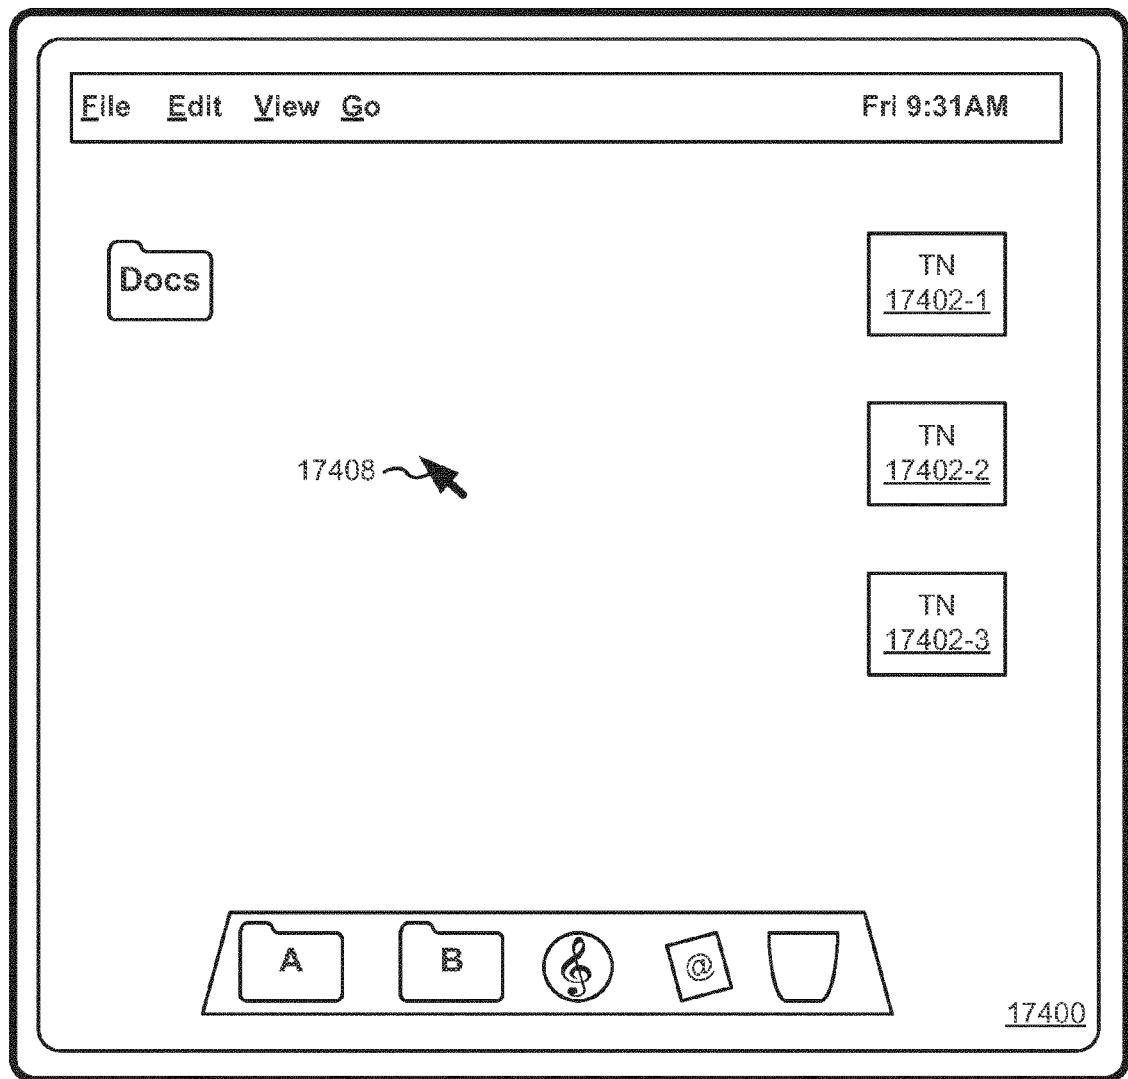 File Edit View Go Fri 9:31AM
Docs
TN
17402-1
17408
TN
17402-2
TN
17402-3
A B @
17400